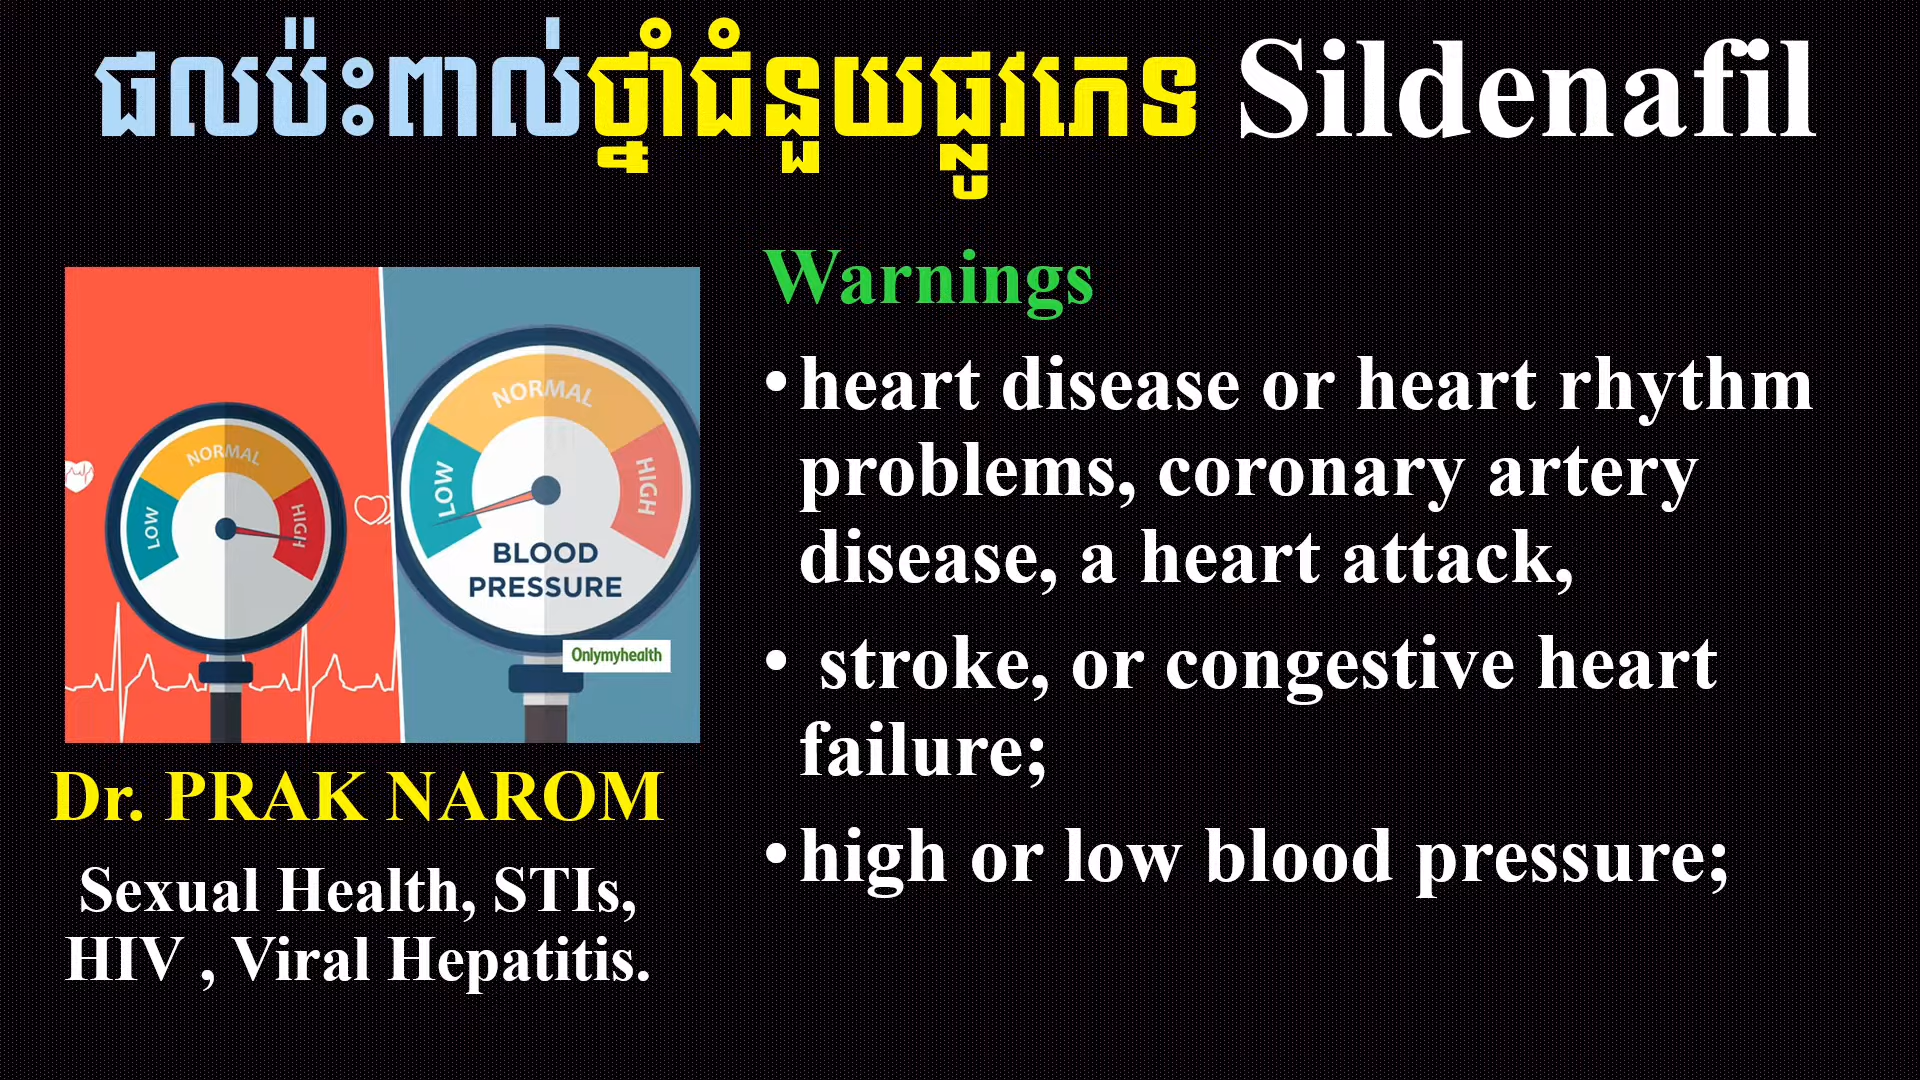 ផលប៉ះពាល់ថ្នាំជំនួយផ្លូវភេទ Sildenafil
Warnings
•heart disease or heart rhythm
problems, coronary artery
disease, a heart attack,
• stroke, or congestive heart
failure;
•high or low blood pressure;
NORMAL
LOW
HIGH
NORMAL
LOW
HIGH
BLOOD
PRESSURE
Onlymyhealth
Dr. PRAK NAROM
Sexual Health, STIs,
HIV , Viral Hepatitis.